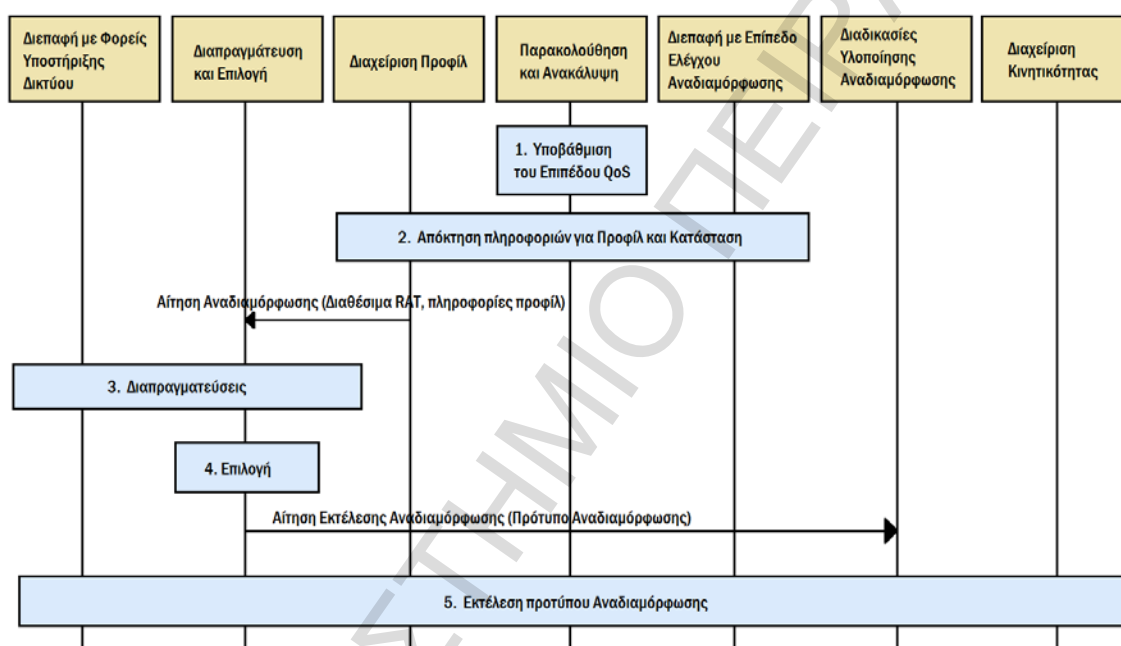 Διεπαφή με Φορείς
Υποστήριξης
Δικτύου
Διαπραγμάτευση
και Επιλογή
Διαχείριση Προφίλ
Παρακολούθηση
και Ανακάλυψη
Διεπαφή με Επίπεδο
Ελέγχου
Αναδιαμόρφωσης
Διαδικασίες
Υλοποίησης
Αναδιαμόρφωσης
Διαχείριση
Κινητικότητας
1. Υποβάθμιση
του Επιπέδου QoS
2. Απόκτηση πληροφοριών για Προφίλ και Κατάσταση
Αίτηση Αναδιαμόρφωσης (Διαθέσιμα RAT, πληροφορίες προφίλ)
3. Διαπραγματεύσεις
4. Επιλογή
Αίτηση Εκτέλεσης Αναδιαμόρφωσης (Πρότυπο Αναδιαμόρφωσης)
5. Εκτέλεση προτύπου Αναδιαμόρφωσης